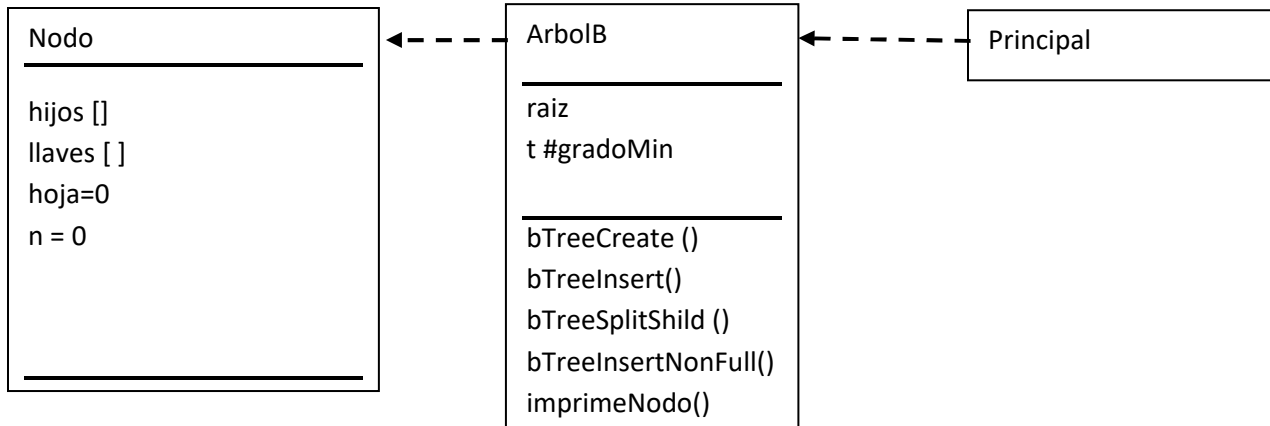 Nodo
hijos []
llaves [ ]
hoja=0
n = 0
ArbolB
raiz
t #gradoMin
bTreeCreate ()
bTreeInsert()
bTreeSplitShild ()
bTreeInsertNonFull()
imprimeNodo()
Principal